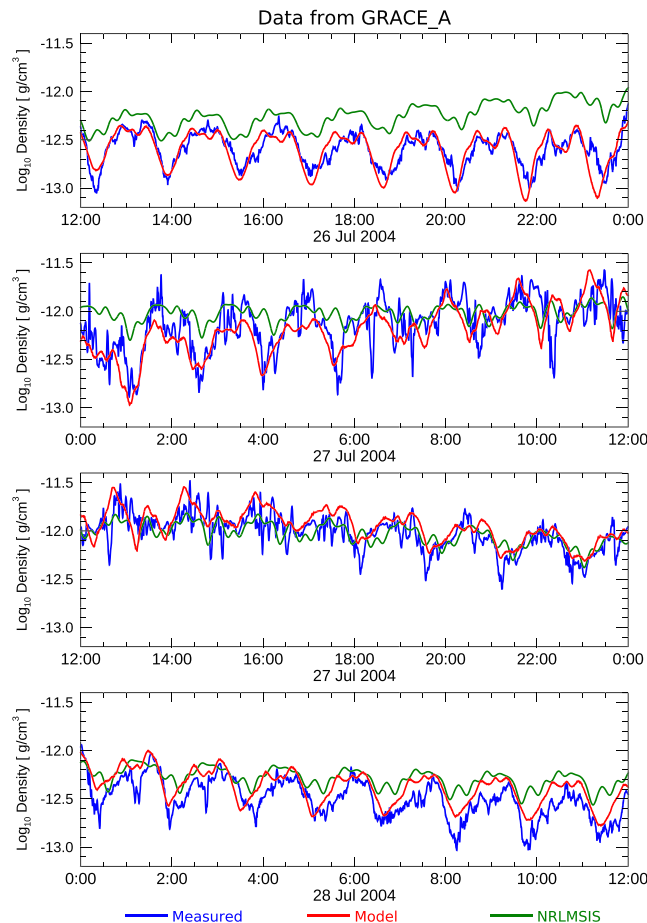 Data from GRACE_A
Log10 Density [ g/cm³ ]
-11.5
-12.0
-12.5
-13.0
12:00 14:00 16:00 18:00 20:00 22:00 0:00
26 Jul 2004
Log10 Density [ g/cm³ ]
-11.5
-12.0
-12.5
-13.0
0:00 2:00 4:00 6:00 8:00 10:00 12:00
27 Jul 2004
Log10 Density [ g/cm³ ]
-11.5
-12.0
-12.5
-13.0
12:00 14:00 16:00 18:00 20:00 22:00 0:00
27 Jul 2004
Log10 Density [ g/cm³ ]
-11.5
-12.0
-12.5
-13.0
0:00 2:00 4:00 6:00 8:00 10:00 12:00
28 Jul 2004
Measured Model NRLMSIS